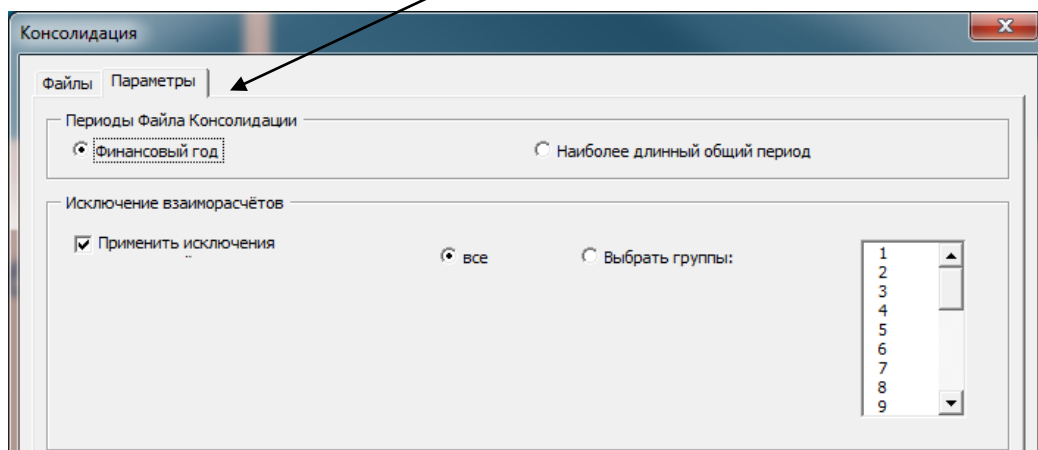 Консолидация
Файлы Параметры
Периоды Файла Консолидации
Финансовый год Наиболее длинный общий период
Исключение взаиморасчётов
Применить исключения все Выбрать группы:
1
2
3
4
5
6
7
8
9